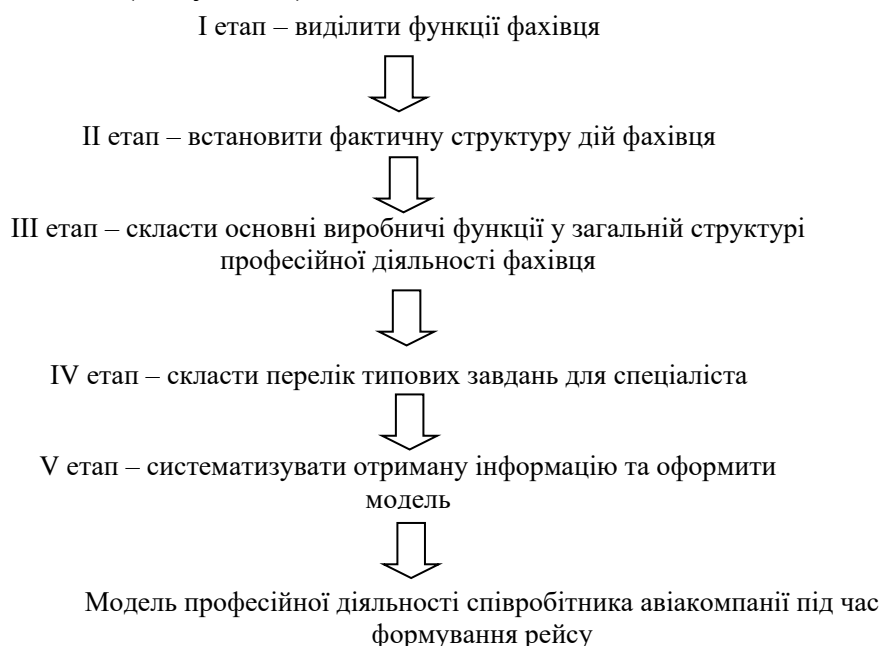 І етап – виділити функції фахівця
ІІ етап – встановити фактичну структуру дій фахівця
ІІІ етап – скласти основні виробничі функції у загальній структурі
професійної діяльності фахівця
IV етап – скласти перелік типових завдань для спеціаліста
V етап – систематизувати отриману інформацію та оформити
модель
Модель професійної діяльності співробітника авіакомпанії під час
формування рейсу